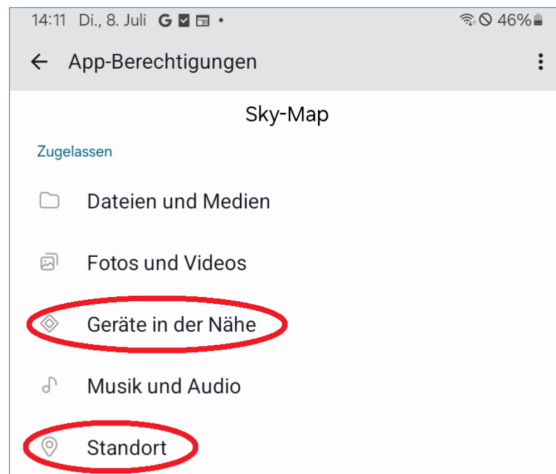 14:11 Di., 8. Juli G 46%
App-Berechtigungen
Sky-Map
Zugelassen
Dateien und Medien
Fotos und Videos
Geräte in der Nähe
Musik und Audio
Standort